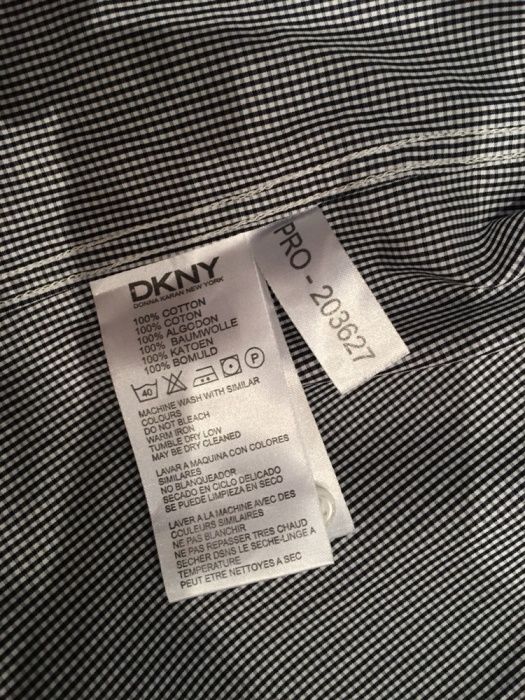 DKNY
DONNA KARAN NEW YORK
100% COTTON
100% COTON
100% ALGODON
100% BAUMWOLLE
100% KATOEN
100% BOMULD
40 P
MACHINE WASH WITH SIMILAR
COLOURS
DO NOT BLEACH
WARM IRON
TUMBLE DRY LOW
MAY BE DRY CLEANED
LAVAR A MAQUINA CON COLORES
SIMILARES
NO BLANQUEADOR
SECADO EN CICLO DELICADO
SE PUEDE LIMPIEZA EN SECO
LAVER A LA MACHINE AVEC DES
COULEURS SIMILAIRES
NE PAS BLANCHIR
NE PAS REPASSER TRES CHAUD
SECHER DSNS LE SECHE-LINGE A
TEMPERATURE
PEUT ETRE NETTOYES A SEC
PRO - 203627